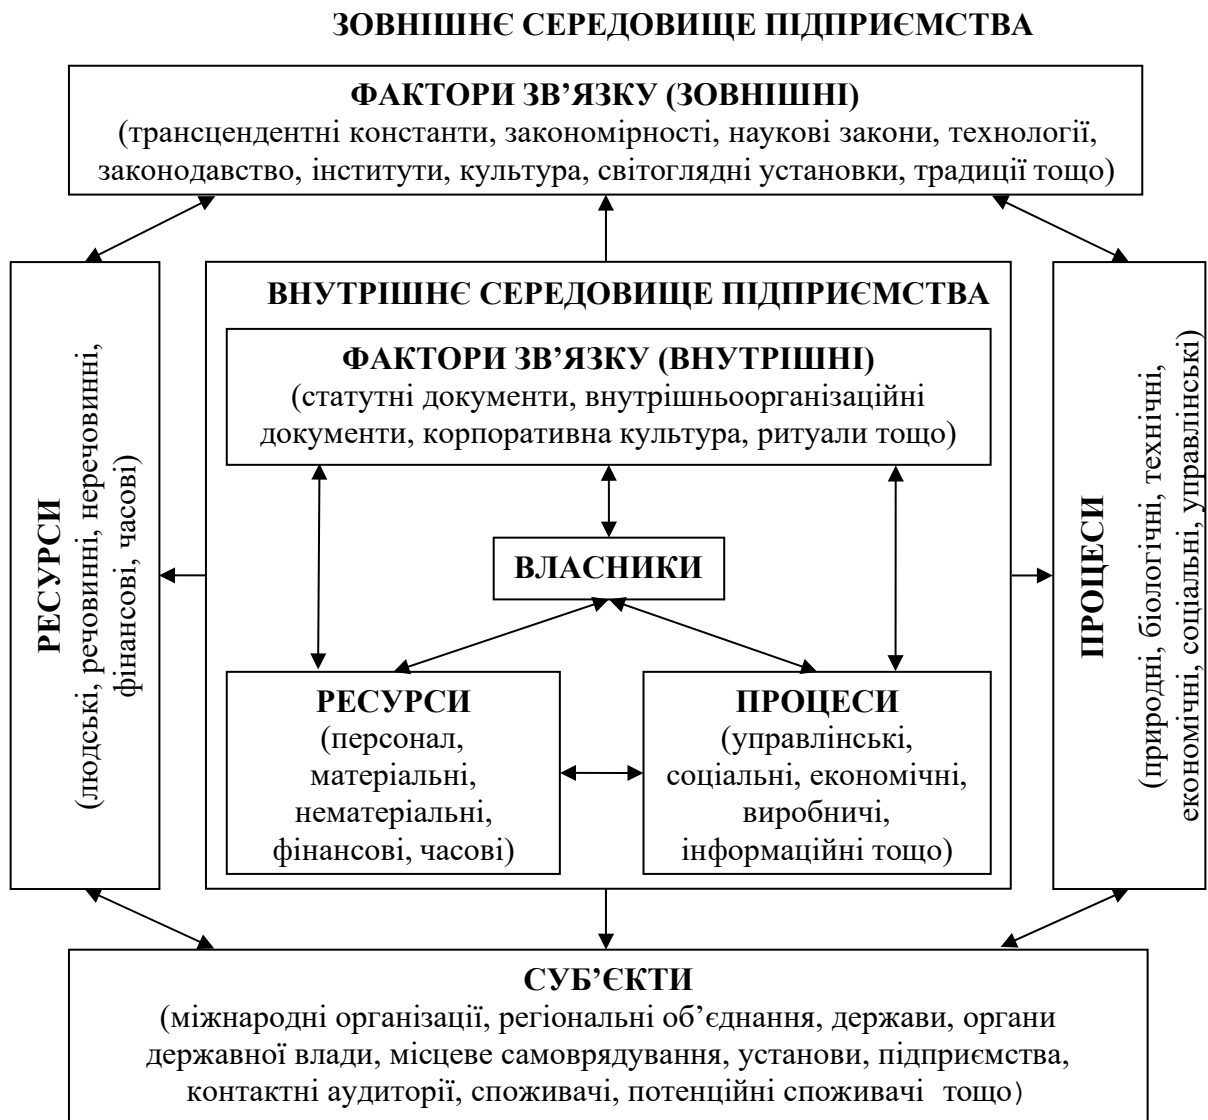 ЗОВНІШНЄ СЕРЕДОВИЩЕ ПІДПРИЄМСТВА
ФАКТОРИ ЗВ’ЯЗКУ (ЗОВНІШНІ)
(трансцендентні константи, закономірності, наукові закони, технології,
законодавство, інститути, культура, світоглядні установки, традиції тощо)
РЕСУРСИ
(людські, речовинні, неречовинні,
фінансові, часові)
ВНУТРІШНЄ СЕРЕДОВИЩЕ ПІДПРИЄМСТВА
ФАКТОРИ ЗВ’ЯЗКУ (ВНУТРІШНІ)
(статутні документи, внутрішньоорганізаційні
документи, корпоративна культура, ритуали тощо)
ВЛАСНИКИ
РЕСУРСИ
(персонал,
матеріальні,
нематеріальні,
фінансові, часові)
ПРОЦЕСИ
(управлінські,
соціальні, економічні,
виробничі,
інформаційні тощо)
ПРОЦЕСИ
(природні, біологічні, технічні,
економічні, соціальні, управлінські)
СУБ’ЄКТИ
(міжнародні організації, регіональні об’єднання, держави, органи
державної влади, місцеве самоврядування, установи, підприємства,
контактні аудиторії, споживачі, потенційні споживачі тощо)